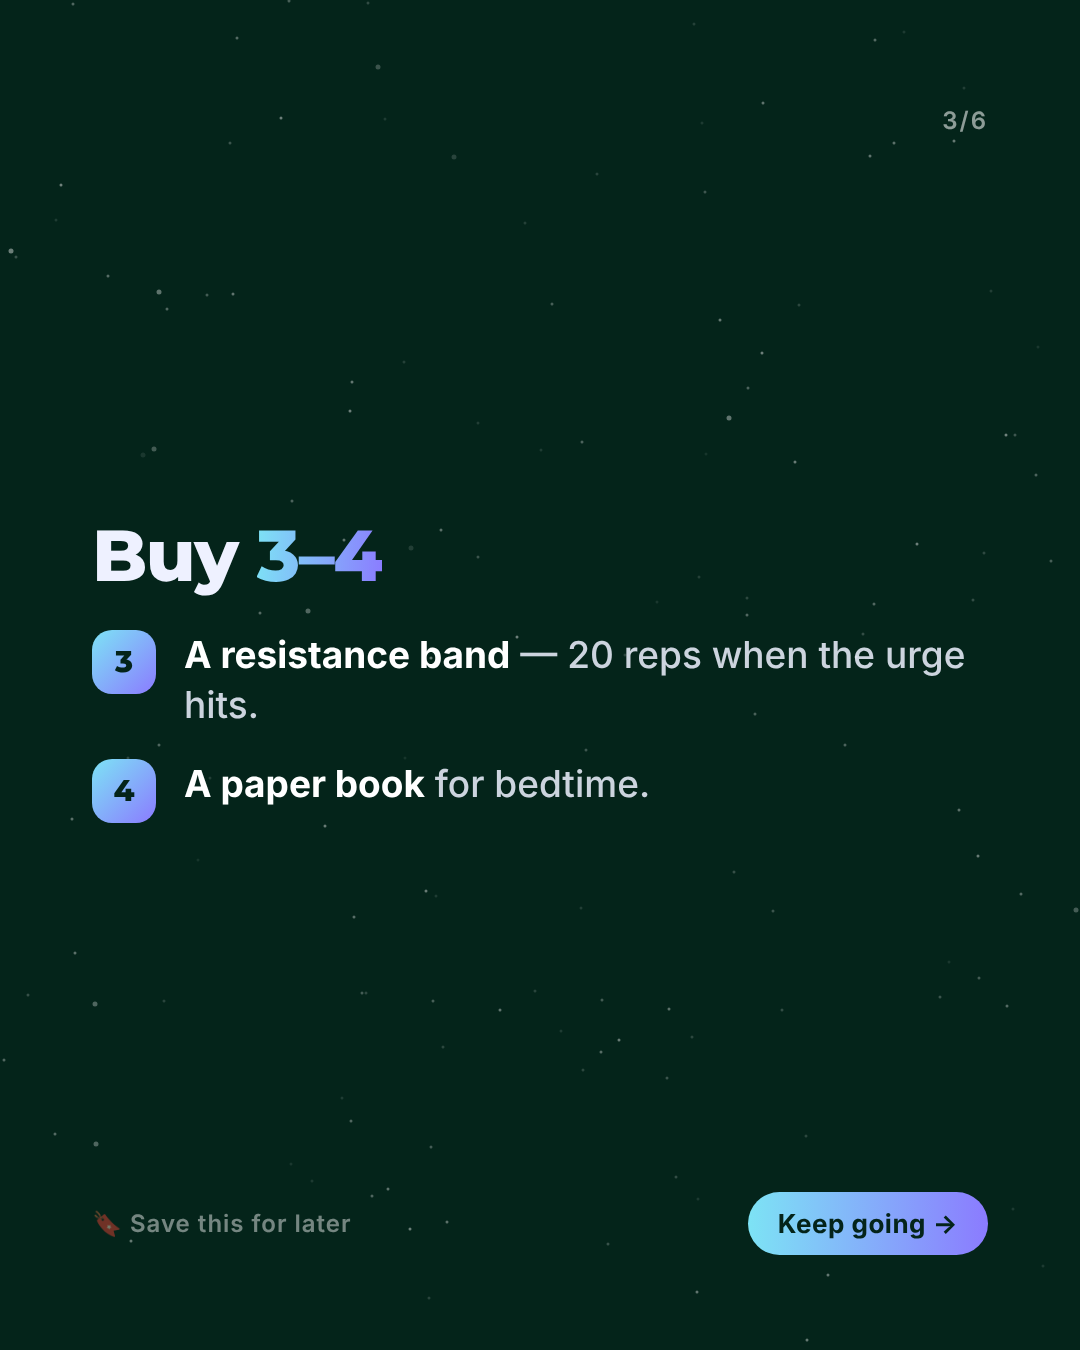 3/6
Buy 3–4
3 A resistance band — 20 reps when the urge
hits.
4 A paper book for bedtime.
Save this for later
Keep going →